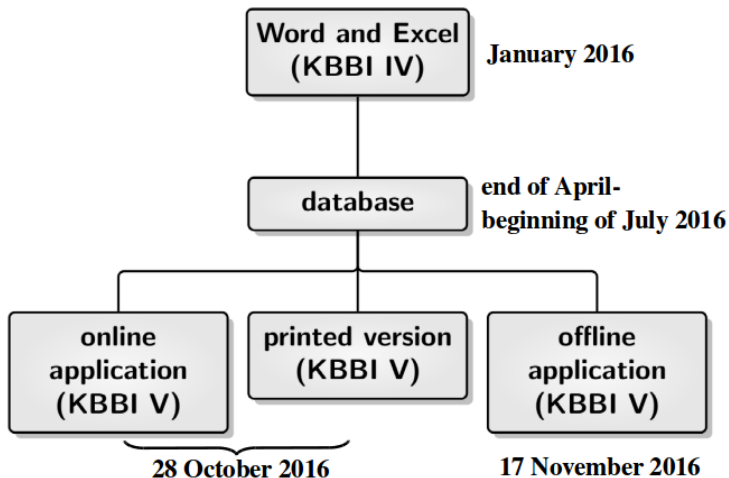 Word and Excel
(KBBI IV)
January 2016
database
end of April-
beginning of July 2016
online
application
(KBBI V)
printed version
(KBBI V)
offline
application
(KBBI V)
28 October 2016
17 November 2016